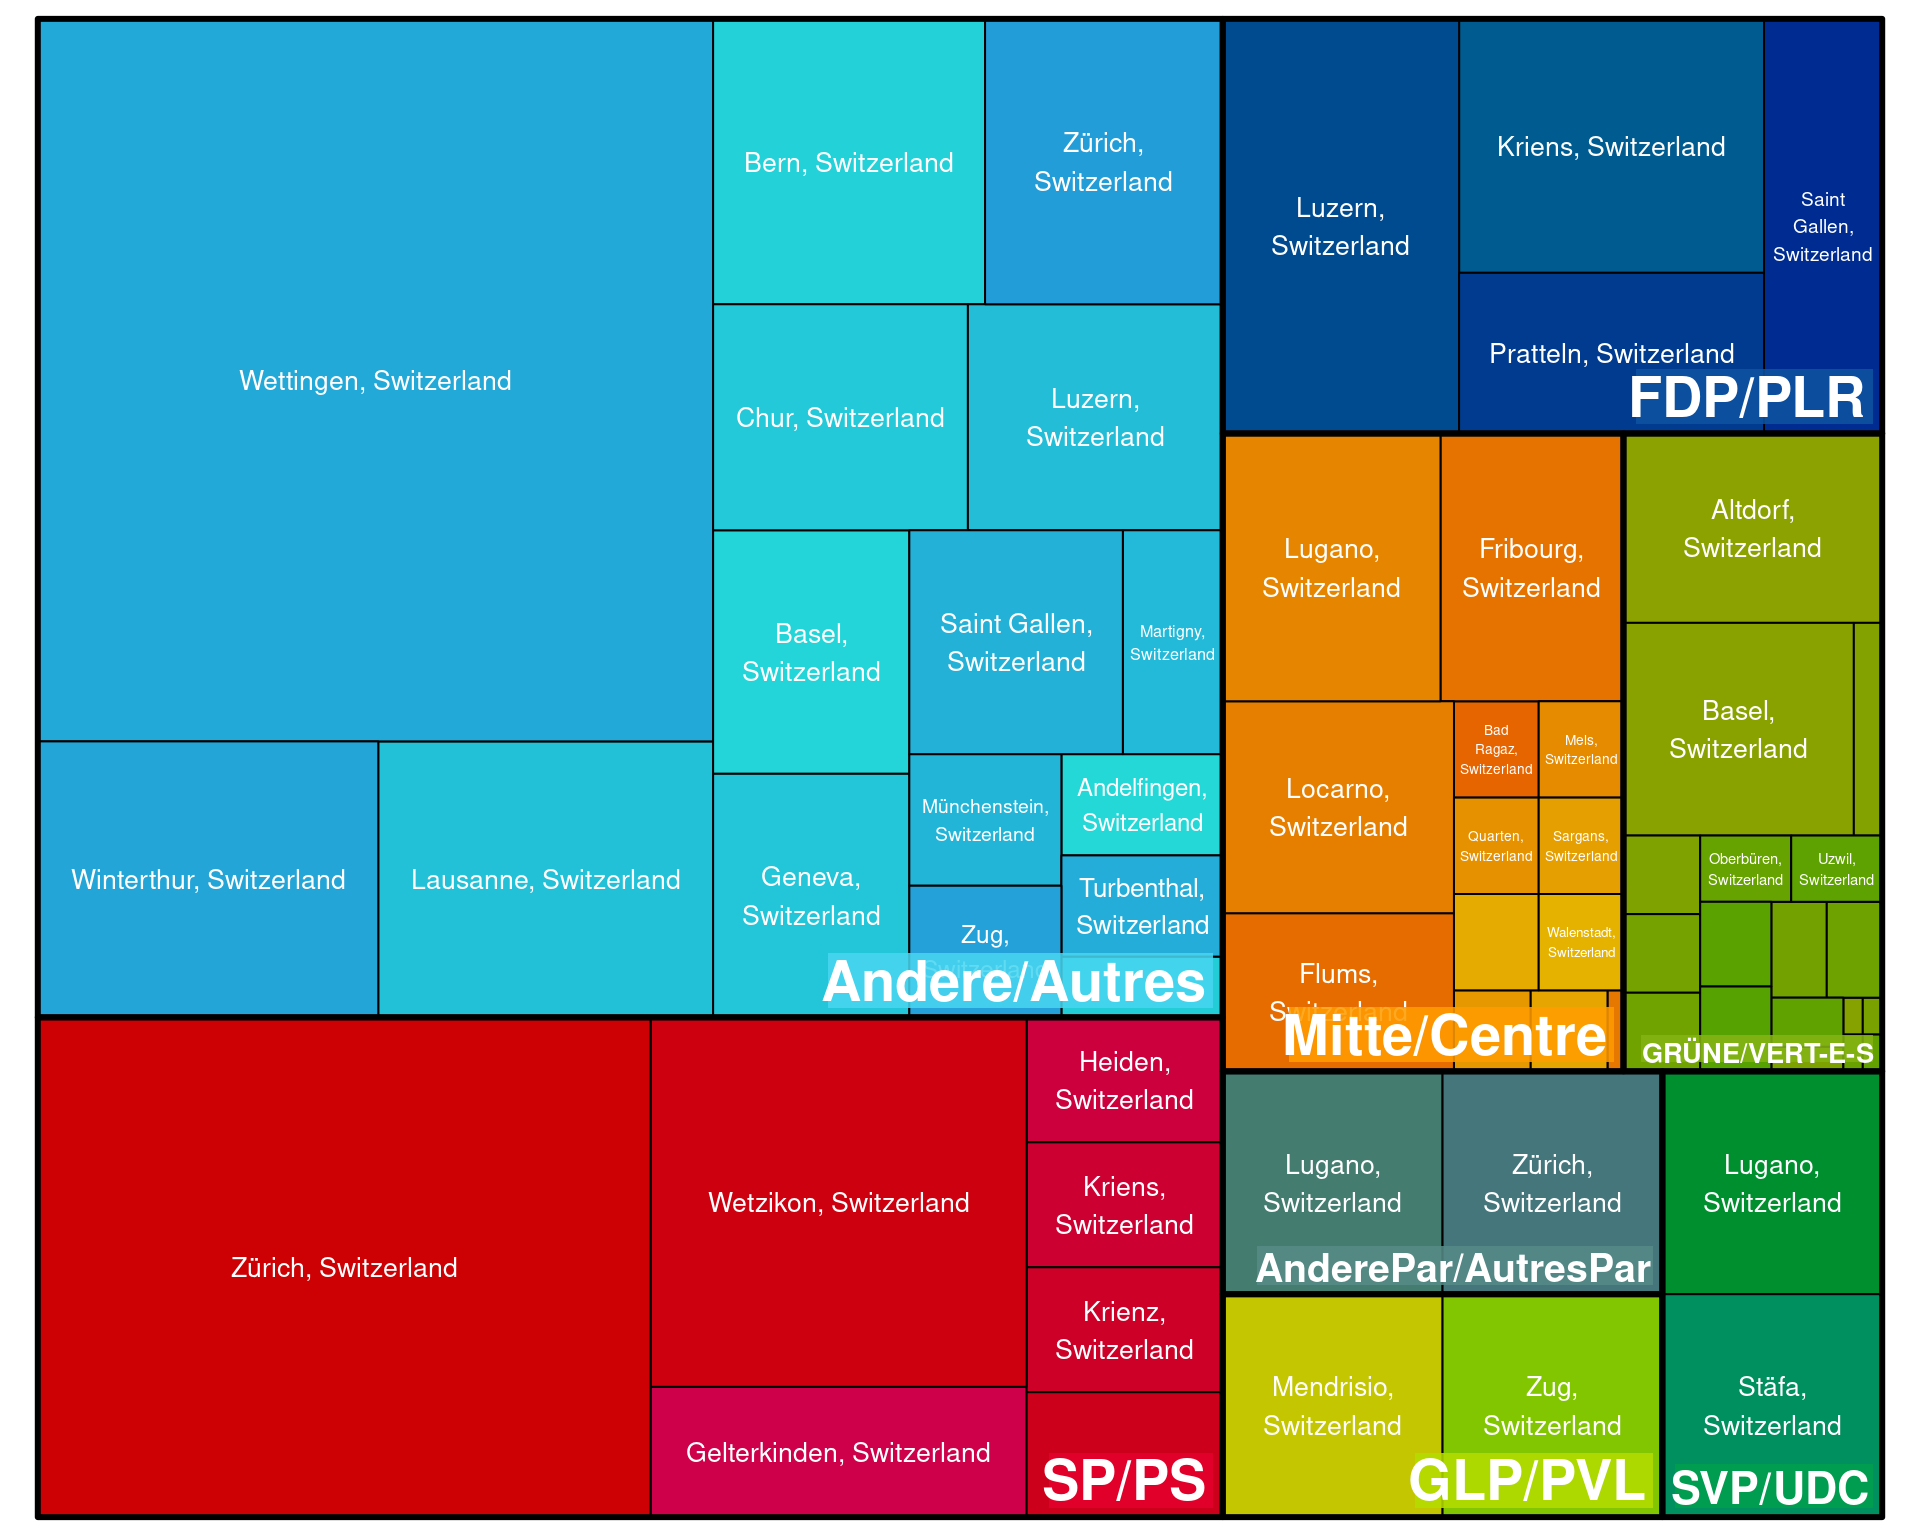 Wettingen, Switzerland
Winterthur, Switzerland
Lausanne, Switzerland
Bern, Switzerland
Zürich,
Switzerland
Chur, Switzerland
Luzern,
Switzerland
Basel,
Switzerland
Saint Gallen,
Switzerland
Martigny,
Switzerland
Geneva,
Switzerland
Münchenstein,
Switzerland
Andelfingen,
Switzerland
Turbenthal,
Switzerland
Zug,
Switzerland
Andere/Autres
Zürich, Switzerland
Wetzikon, Switzerland
Gelterkinden, Switzerland
Heiden,
Switzerland
Kriens,
Switzerland
Krienz,
Switzerland
SP/PS
Luzern,
Switzerland
Kriens, Switzerland
Pratteln, Switzerland
Saint
Gallen,
Switzerland
FDP/PLR
Lugano,
Switzerland
Fribourg,
Switzerland
Locarno,
Switzerland
Flums,
Switzerland
Bad
Ragaz,
Switzerland
Mels,
Switzerland
Quarten,
Switzerland
Sargans,
Switzerland
Walenstadt,
Switzerland
Mitte/Centre
Altdorf,
Switzerland
Basel,
Switzerland
Oberbüren,
Switzerland
Uzwil,
Switzerland
GRÜNE/VERT-E-S
Lugano,
Switzerland
Zürich,
Switzerland
AnderePar/AutresPar
Mendrisio,
Switzerland
Zug,
Switzerland
GLP/PVL
Lugano,
Switzerland
Stäfa,
Switzerland
SVP/UDC